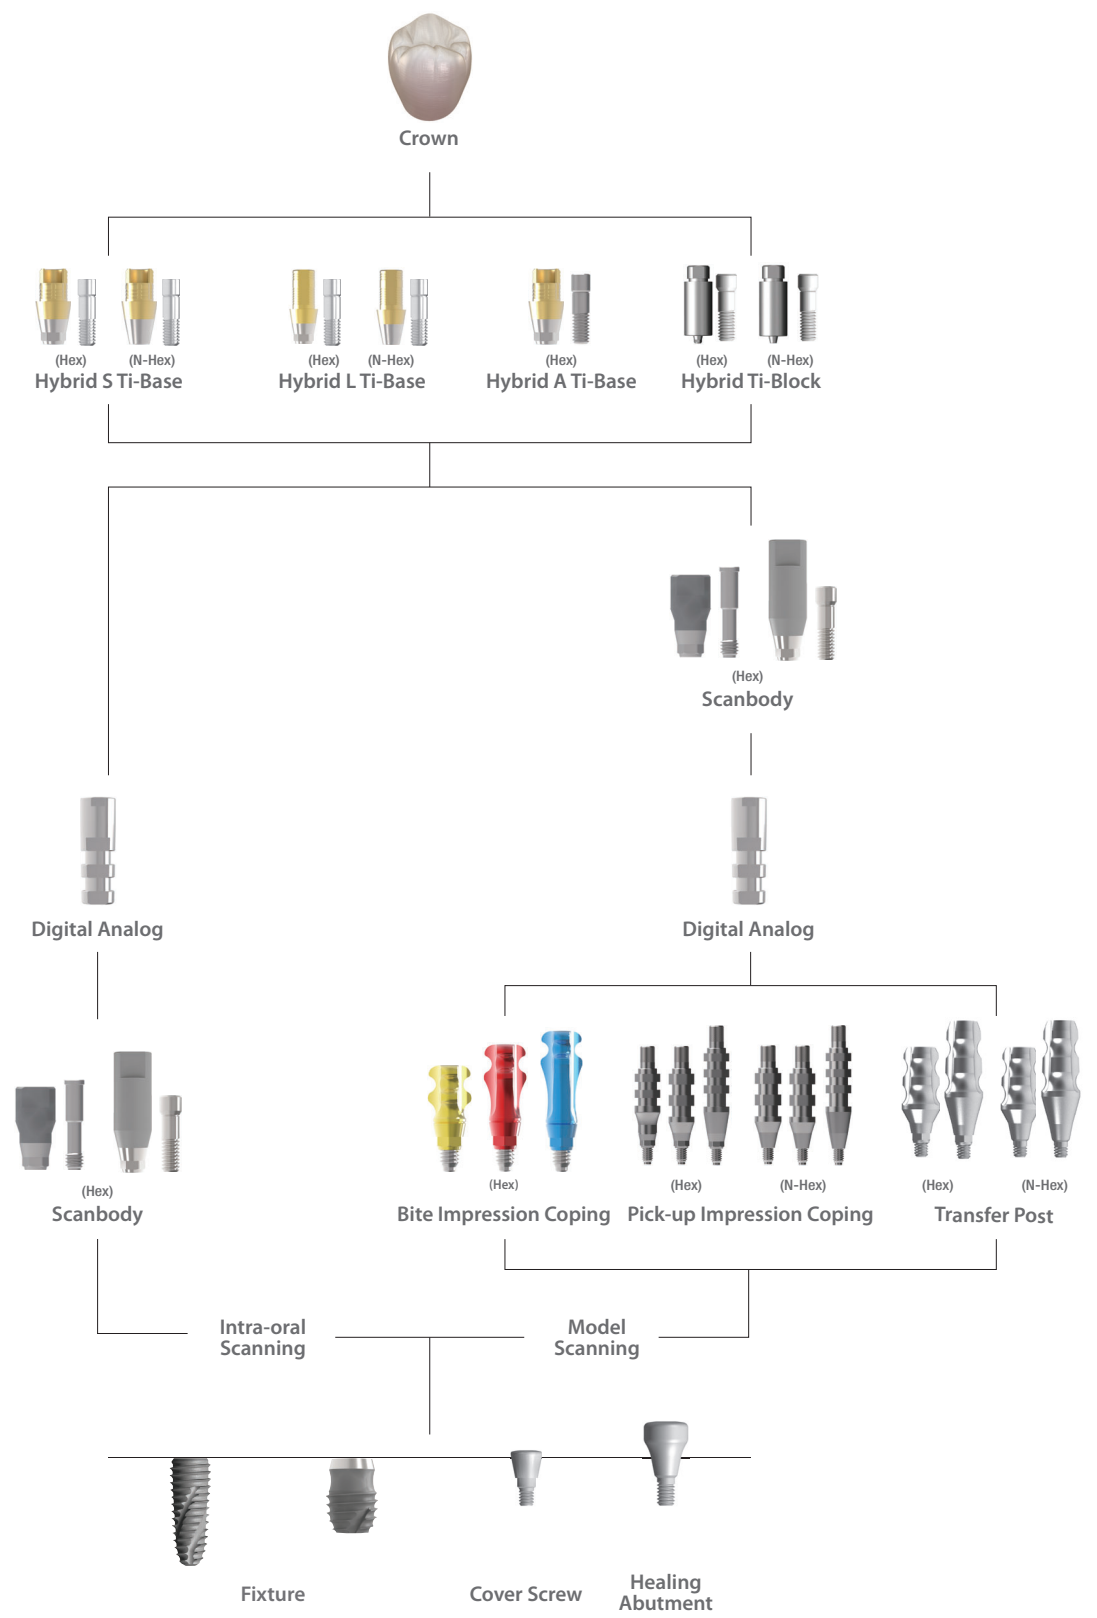 Crown
(Hex) (N-Hex)
Hybrid S Ti-Base
(Hex) (N-Hex)
Hybrid L Ti-Base
(Hex)
Hybrid A Ti-Base
(Hex) (N-Hex)
Hybrid Ti-Block
(Hex)
Scanbody
Digital Analog
Digital Analog
(Hex)
Scanbody
(Hex)
Bite Impression Coping
(Hex) (N-Hex)
Pick-up Impression Coping
(Hex) (N-Hex)
Transfer Post
Intra-oral
Scanning
Model
Scanning
Fixture
Cover Screw
Healing
Abutment